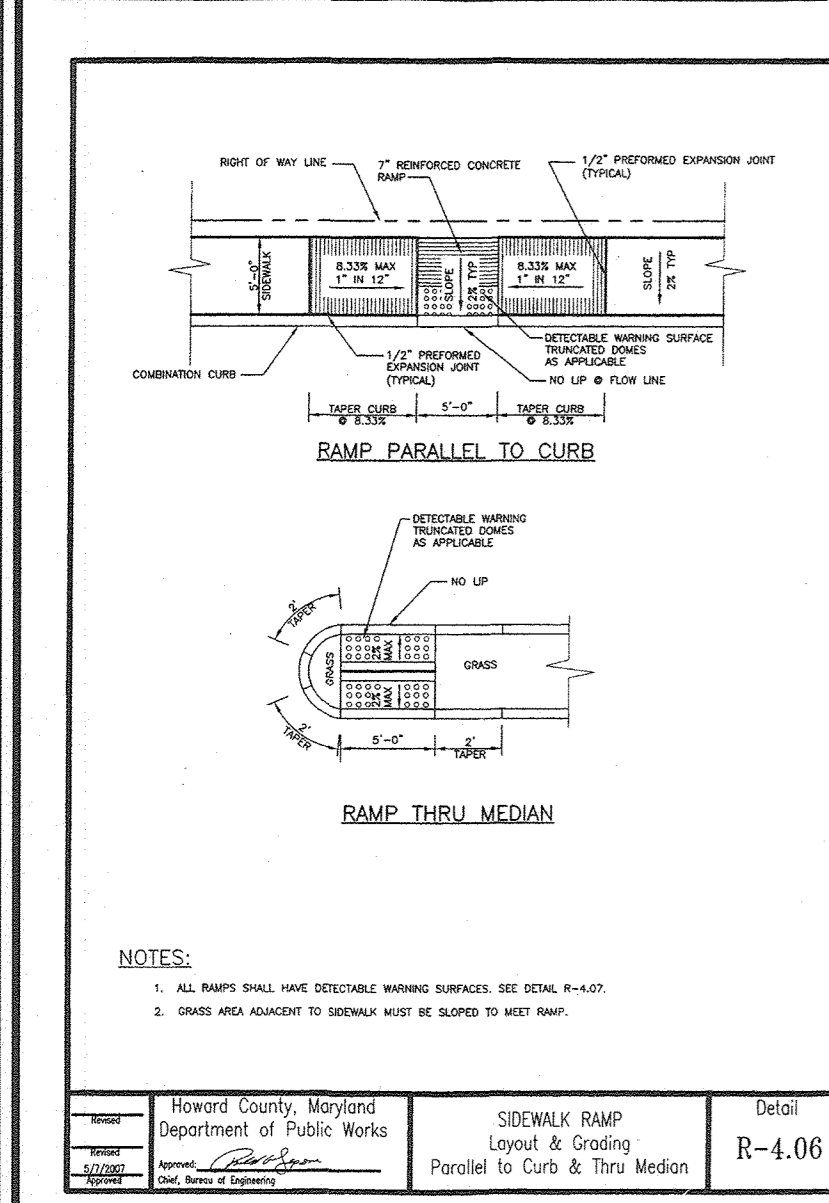 RIGHT OF WAY LINE
7" REINFORCED CONCRETE
RAMP
1/2" PREFORMED EXPANSION JOINT
(TYPICAL)
5'-0"
SIDEWALK
8.33% MAX
1" IN 12"
SLOPE
2% TYP
8.33% MAX
1" IN 12"
SLOPE
2% TYP
DETECTABLE WARNING SURFACE
TRUNCATED DOMES
AS APPLICABLE
COMBINATION CURB
1/2" PREFORMED
EXPANSION JOINT
(TYPICAL)
NO LIP @ FLOW LINE
TAPER CURB
@ 8.33%
5'-0"
TAPER CURB
@ 8.33%
RAMP PARALLEL TO CURB
DETECTABLE WARNING
TRUNCATED DOMES
AS APPLICABLE
NO LIP
2'
TAPER
GRASS
2%
MAX
GRASS
2%
MAX
2'
TAPER
5'-0"
2'
TAPER
RAMP THRU MEDIAN
NOTES:
1. ALL RAMPS SHALL HAVE DETECTABLE WARNING SURFACES. SEE DETAIL R-4.07.
2. GRASS AREA ADJACENT TO SIDEWALK MUST BE SLOPED TO MEET RAMP.
Revised
Revised
5/7/2007
Approved
Howard County, Maryland
Department of Public Works
Approved:
Chief, Bureau of Engineering
SIDEWALK RAMP
Layout & Grading
Parallel to Curb & Thru Median
Detail
R-4.06